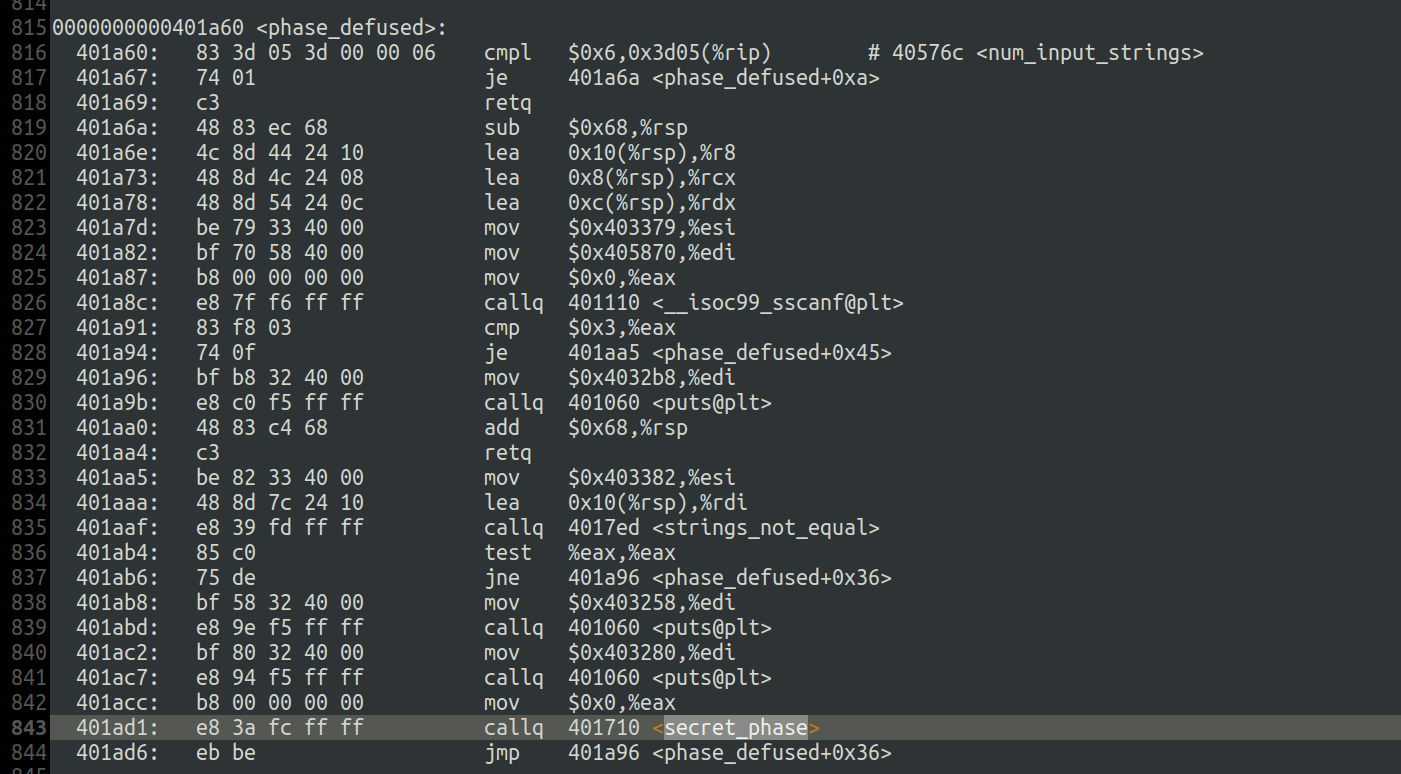 814
815 0000000000401a60 <phase_defused>:
816 401a60: 83 3d 05 3d 00 00 06 cmpl $0x6,0x3d05(%rip) # 40576c <num_input_strings>
817 401a67: 74 01 je 401a6a <phase_defused+0xa>
818 401a69: c3 retq
819 401a6a: 48 83 ec 68 sub $0x68,%rsp
820 401a6e: 4c 8d 44 24 10 lea 0x10(%rsp),%r8
821 401a73: 48 8d 4c 24 08 lea 0x8(%rsp),%rcx
822 401a78: 48 8d 54 24 0c lea 0xc(%rsp),%rdx
823 401a7d: be 79 33 40 00 mov $0x403379,%esi
824 401a82: bf 70 58 40 00 mov $0x405870,%edi
825 401a87: b8 00 00 00 00 mov $0x0,%eax
826 401a8c: e8 7f f6 ff ff callq 401110 <__isoc99_sscanf@plt>
827 401a91: 83 f8 03 cmp $0x3,%eax
828 401a94: 74 0f je 401aa5 <phase_defused+0x45>
829 401a96: bf b8 32 40 00 mov $0x4032b8,%edi
830 401a9b: e8 c0 f5 ff ff callq 401060 <puts@plt>
831 401aa0: 48 83 c4 68 add $0x68,%rsp
832 401aa4: c3 retq
833 401aa5: be 82 33 40 00 mov $0x403382,%esi
834 401aaa: 48 8d 7c 24 10 lea 0x10(%rsp),%rdi
835 401aaf: e8 39 fd ff ff callq 4017ed <strings_not_equal>
836 401ab4: 85 c0 test %eax,%eax
837 401ab6: 75 de jne 401a96 <phase_defused+0x36>
838 401ab8: bf 58 32 40 00 mov $0x403258,%edi
839 401abd: e8 9e f5 ff ff callq 401060 <puts@plt>
840 401ac2: bf 80 32 40 00 mov $0x403280,%edi
841 401ac7: e8 94 f5 ff ff callq 401060 <puts@plt>
842 401acc: b8 00 00 00 00 mov $0x0,%eax
843 401ad1: e8 3a fc ff ff callq 401710 <secret_phase>
844 401ad6: eb be jmp 401a96 <phase_defused+0x36>
845